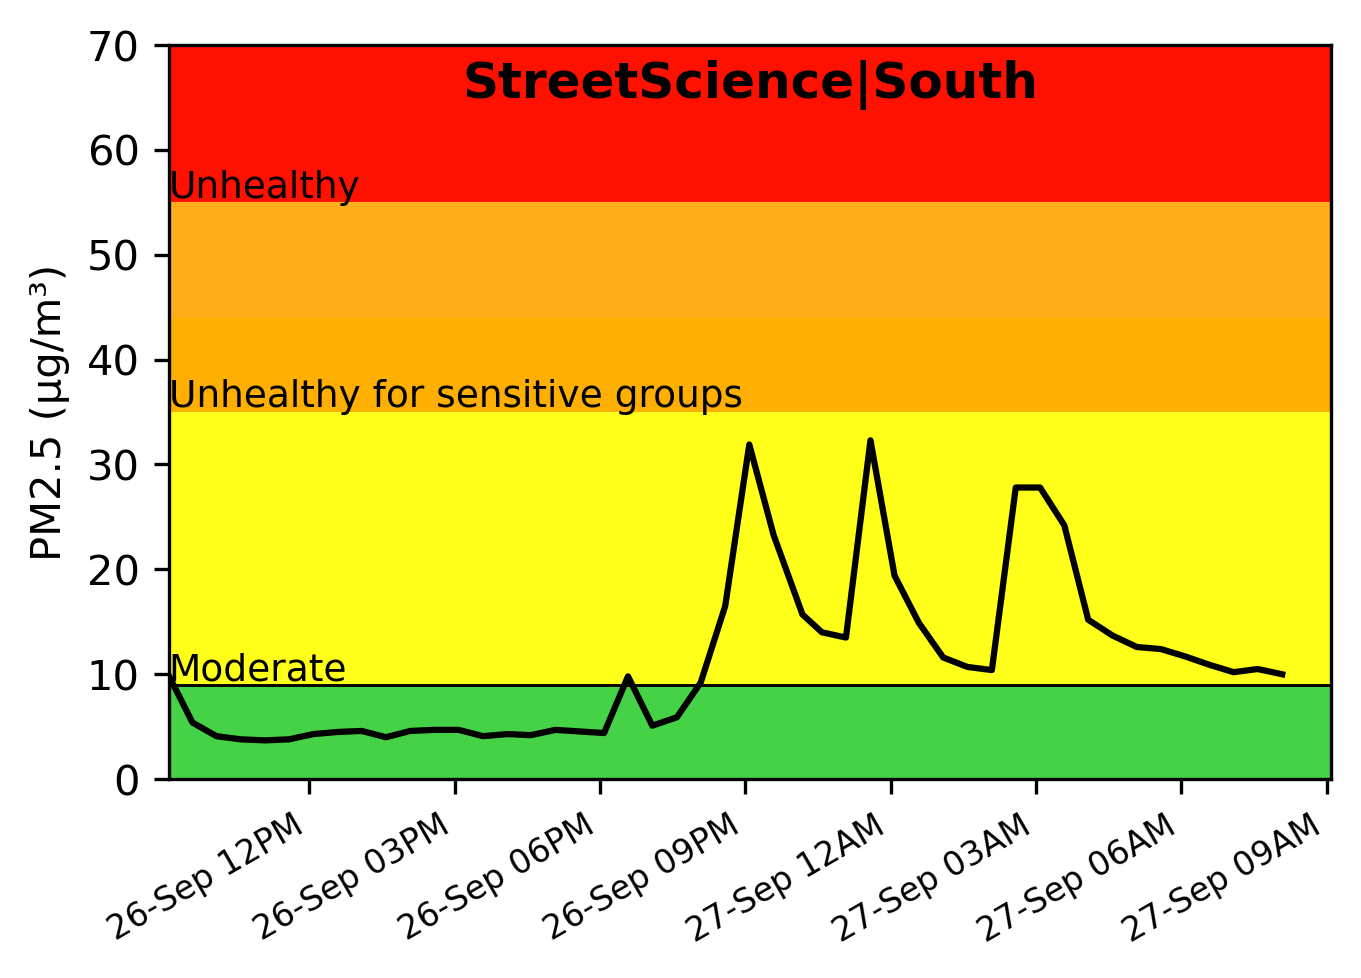 StreetScience|South
PM2.5 (µg/m³)
70
60
50
40
30
20
10
0
Unhealthy
Unhealthy for sensitive groups
Moderate
26-Sep 12PM
26-Sep 03PM
26-Sep 06PM
26-Sep 09PM
27-Sep 12AM
27-Sep 03AM
27-Sep 06AM
27-Sep 09AM